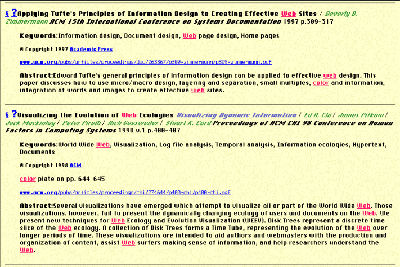 § ? Applying Tufte's Principles of Information Design to Creating Effective Web Sites / Beverly B.
Zimmermann ACM 15th International Conference on Systems Documentation 1997 p.309-317
Keywords: Information design, Document design, Web page design, Home pages
© Copyright 1997 Academic Press
Abstract: Edward Tufte's general principles of information design can be applied to effective web design. This
paper discusses how to use micro/macro design, layering and separation, small multiples, color and information,
integration of words and images to create effective web sites.
§ ? Visualizing the Evolution of Web Ecologies Visualizing Dynamic Information / Ed H. Chi / James Pitkow /
Jock Mackinlay / Peter Pirolli / Rich Gossweiler / Stuart K. Card Proceedings of ACM CHI 98 Conference on Human
Factors in Computing Systems 1998 v.1 p.400-407
Keywords: World Wide Web, Visualization, Log file analysis, Temporal analysis, Information ecologies, Hypertext,
Documents
© Copyright 1998 ACM
color plate on pp. 644-645
Abstract: Several visualizations have emerged which attempt to visualize all or part of the World Wide Web. Those
visualizations, however, fail to present the dynamically changing ecology of users and documents on the Web. We
present new techniques for Web Ecology and Evolution Visualization (WEEV). Disk Trees represent a discrete time
slice of the Web ecology. A collection of Disk Trees forms a Time Tube, representing the evolution of the Web over
longer periods of time. These visualizations are intended to aid authors and webmasters with the production and
organization of content, assist Web surfers making sense of information, and help researchers understand the
Web.